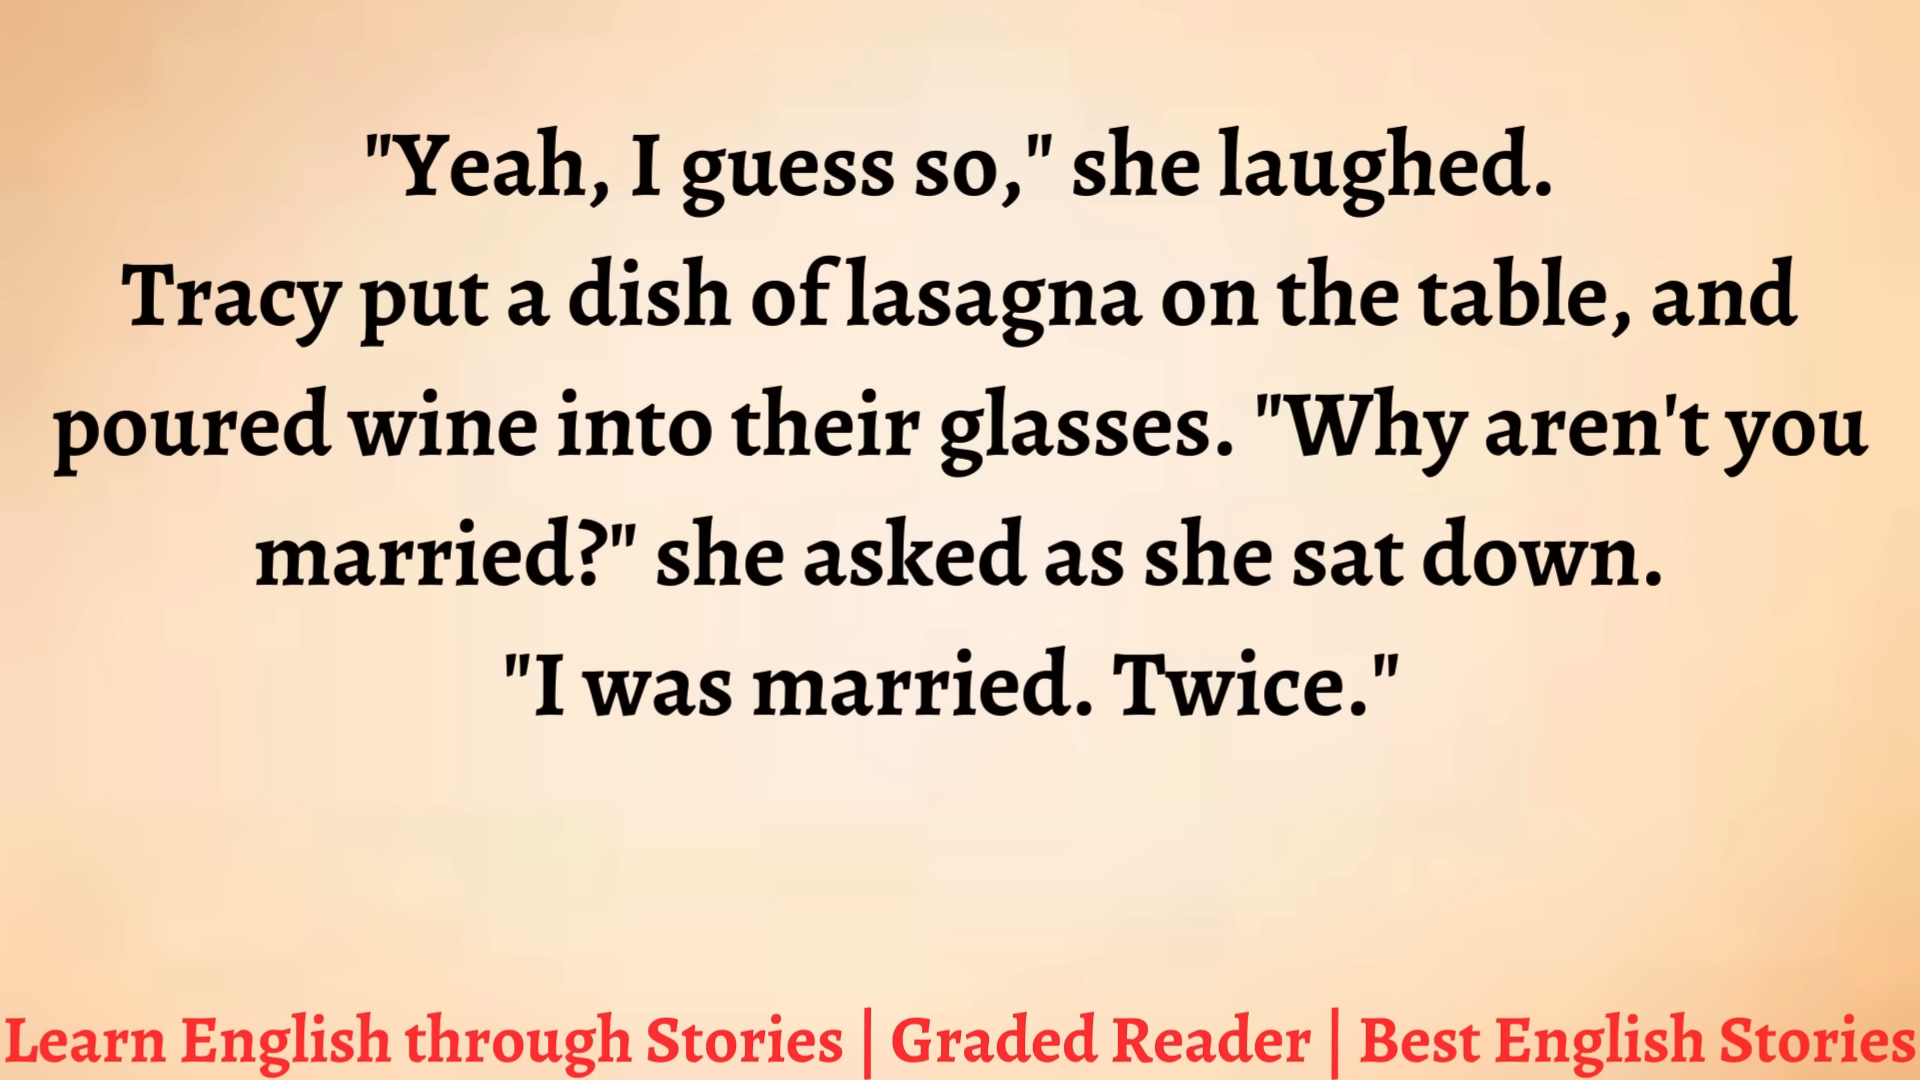 "Yeah, I guess so," she laughed.
Tracy put a dish of lasagna on the table, and
poured wine into their glasses. "Why aren't you
married?" she asked as she sat down.
"I was married. Twice."
Learn English through Stories | Graded Reader | Best English Stories